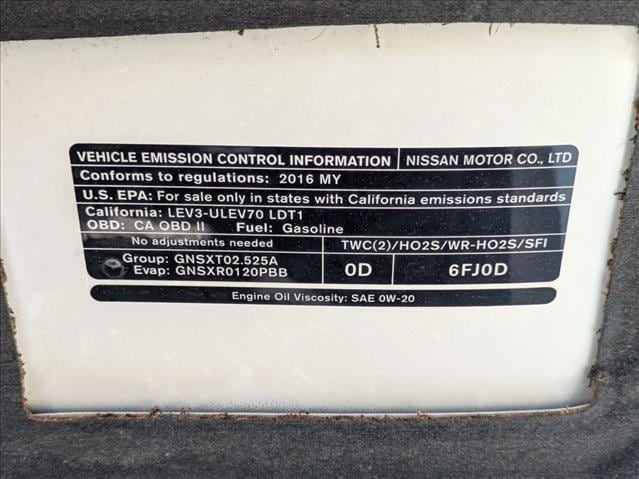 VEHICLE EMISSION CONTROL INFORMATION NISSAN MOTOR CO., LTD
Conforms to regulations: 2016 MY
U.S. EPA: For sale only in states with California emissions standards
California: LEV3-ULEV70 LDT1
OBD: CA OBD II Fuel: Gasoline
No adjustments needed TWC(2)/HO2S/WR-HO2S/SFI
Group: GNSXT02.525A
Evap: GNSXR0120PBB
0D 6FJ0D
Engine Oil Viscosity: SAE 0W-20